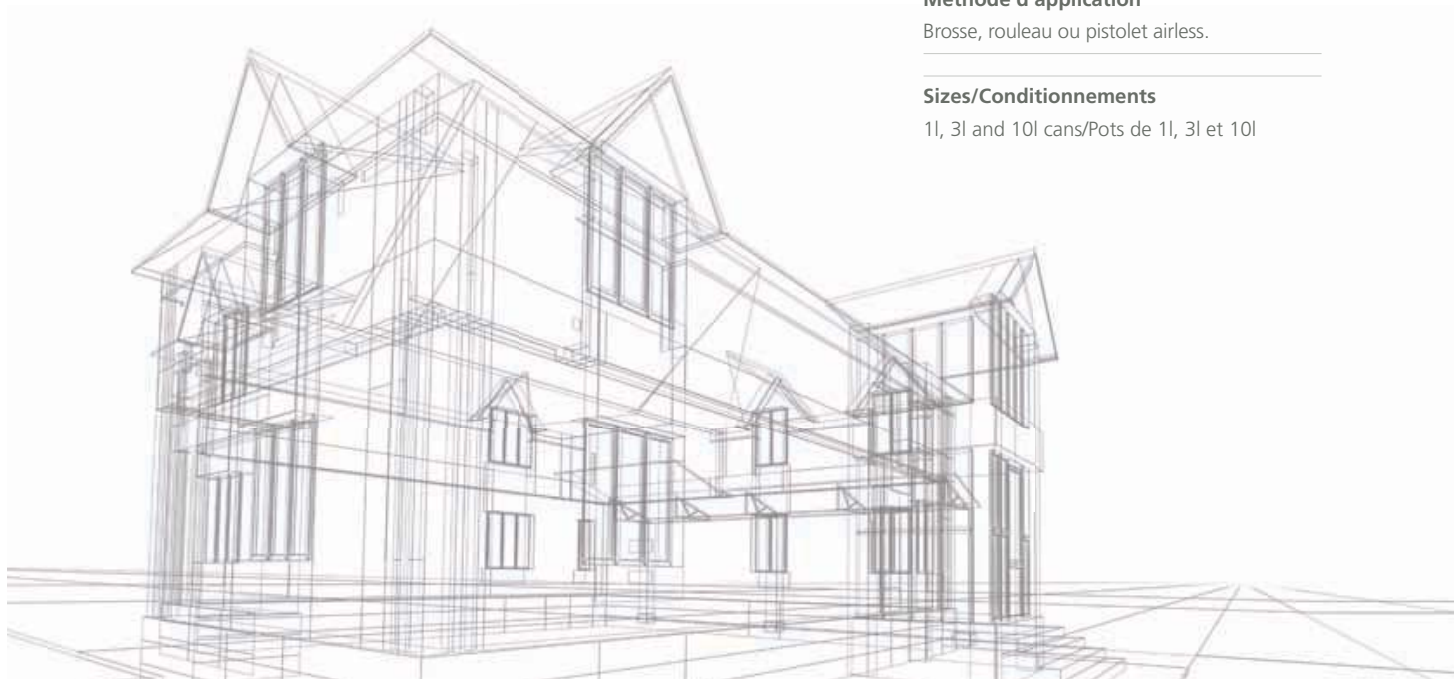 Méthode d'application
Brosse, rouleau ou pistolet airless.
Sizes/Conditionnements
1l, 3l and 10l cans/Pots de 1l, 3l et 10l